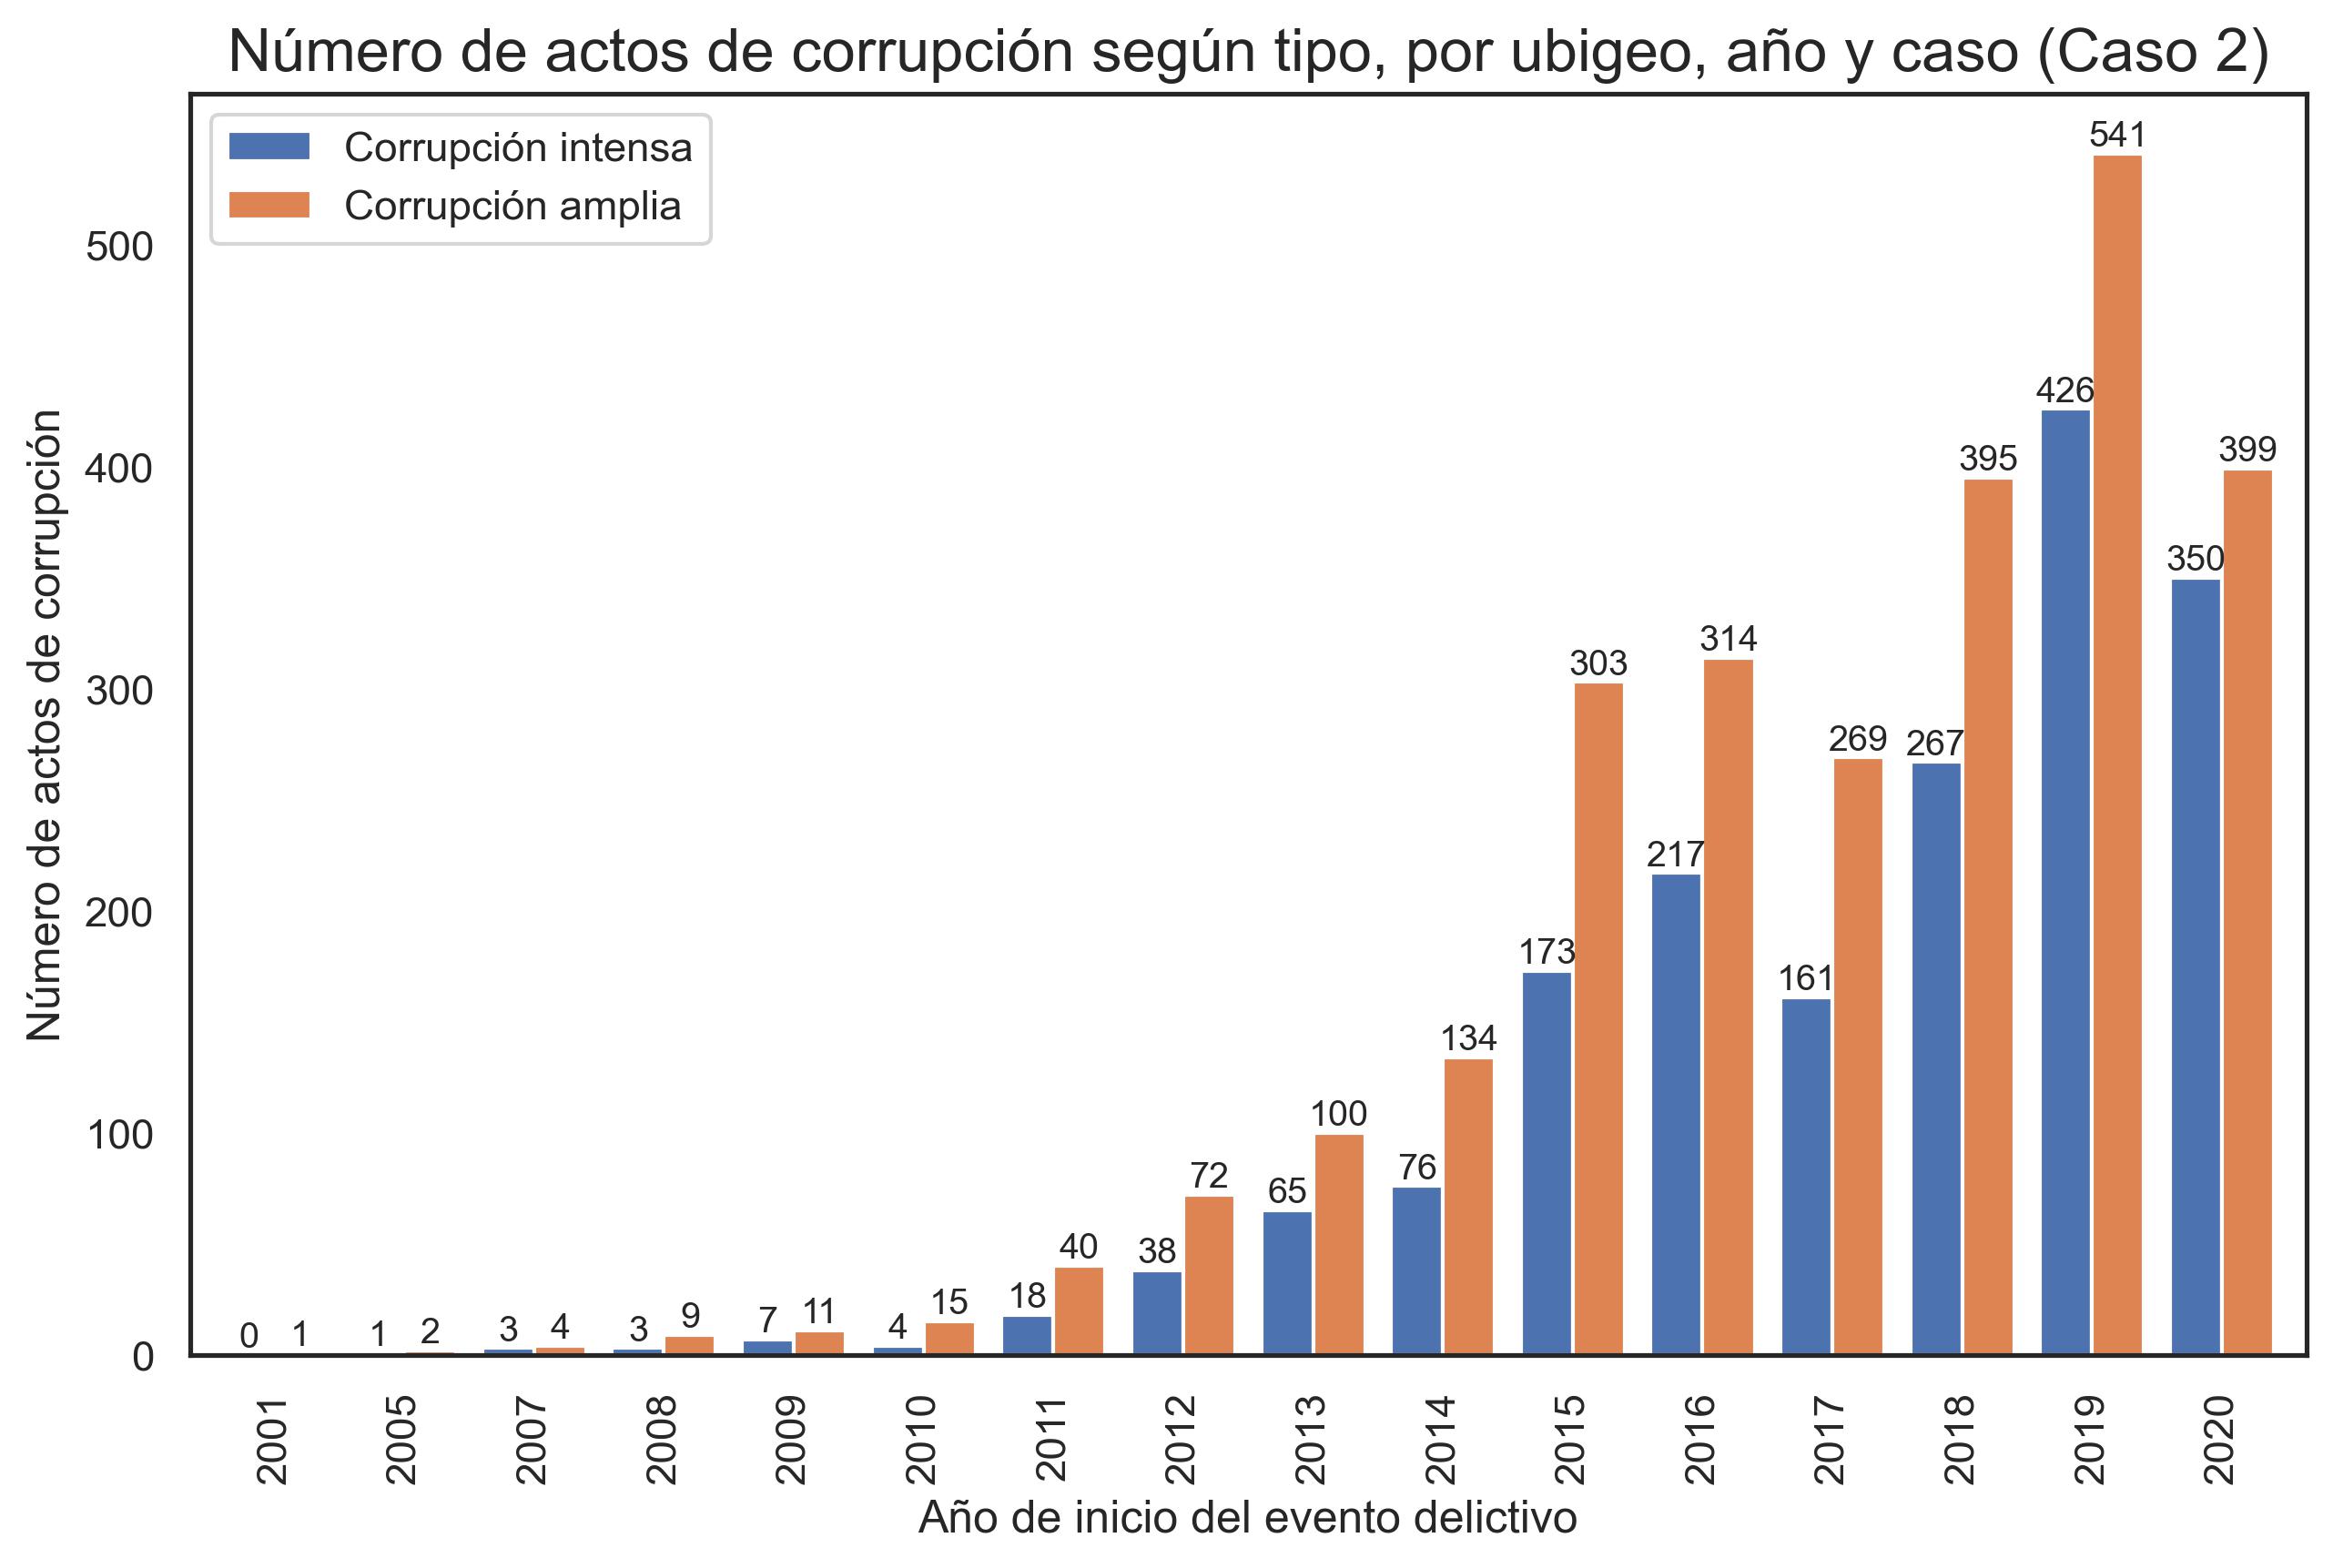 Número de actos de corrupción según tipo, por ubigeo, año y caso (Caso 2)
Corrupción intensa
Corrupción amplia
Número de actos de corrupción
500
400
300
200
100
0
0 1 1 2 3 4 3 9 7 11 4 15 18 40 38 72 65 100 76 134 173 303 217 314 161 269 267 395 426 541 350 399
2001 2005 2007 2008 2009 2010 2011 2012 2013 2014 2015 2016 2017 2018 2019 2020
Año de inicio del evento delictivo